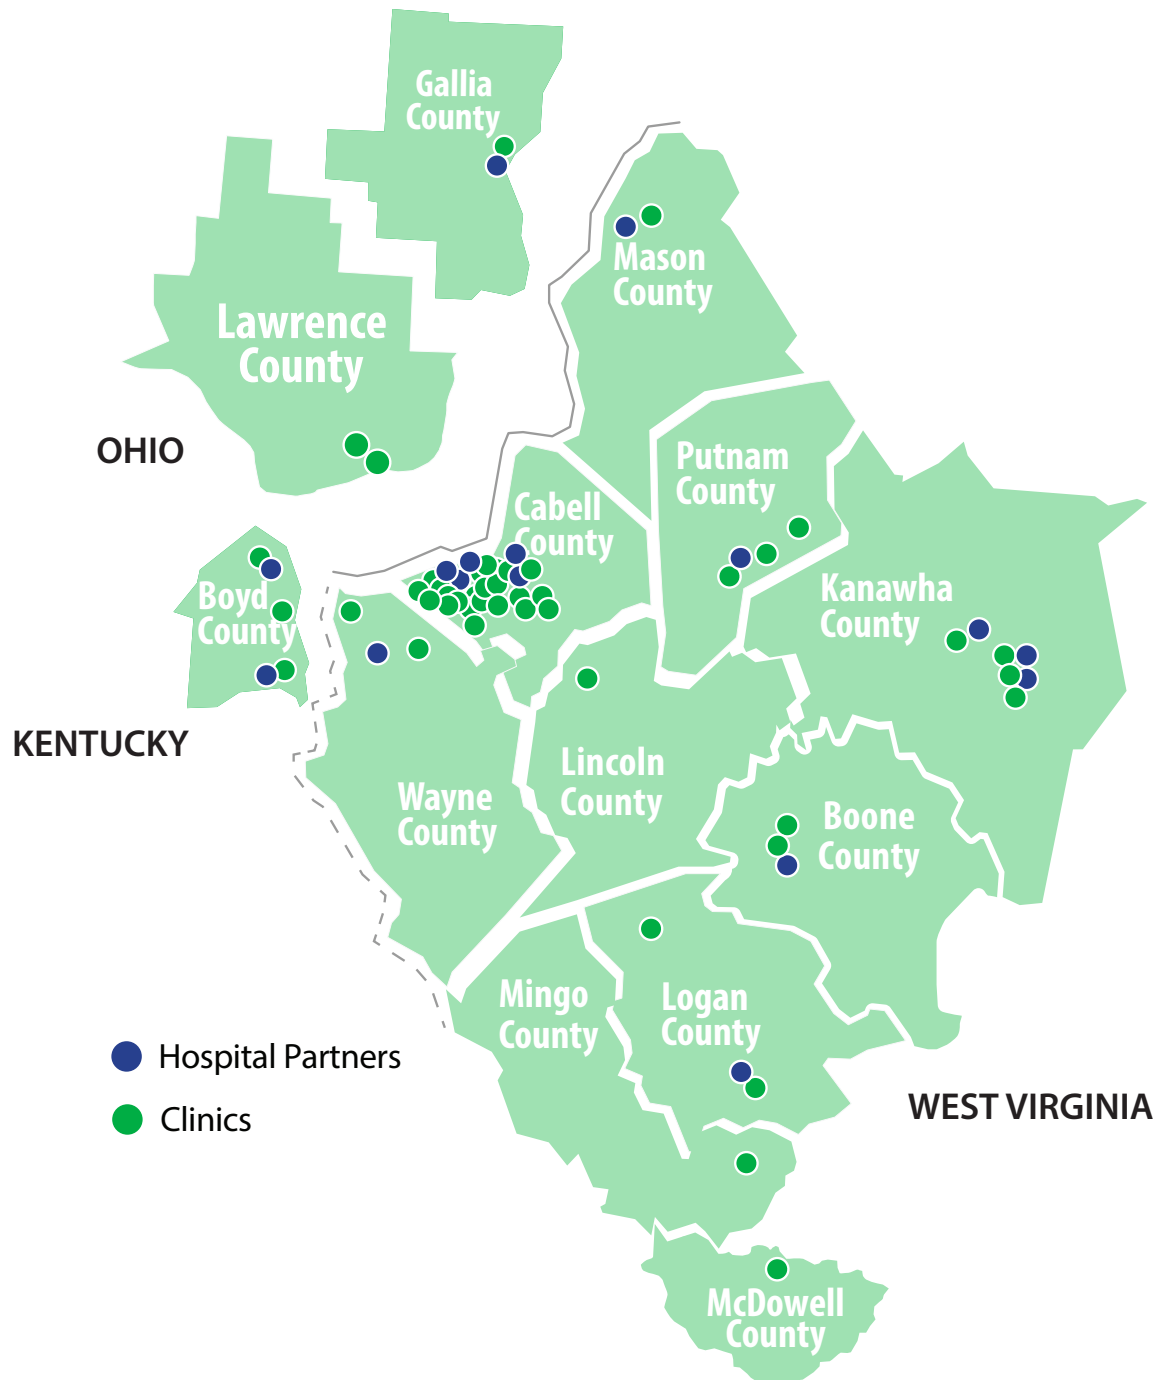 Gallia
County
Mason
County
Lawrence
County
OHIO
Putnam
County
Cabell
County
Kanawha
County
Boyd
County
KENTUCKY
Lincoln
County
Wayne
County
Boone
County
Mingo
County
Logan
County
Hospital Partners
Clinics
WEST VIRGINIA
McDowell
County